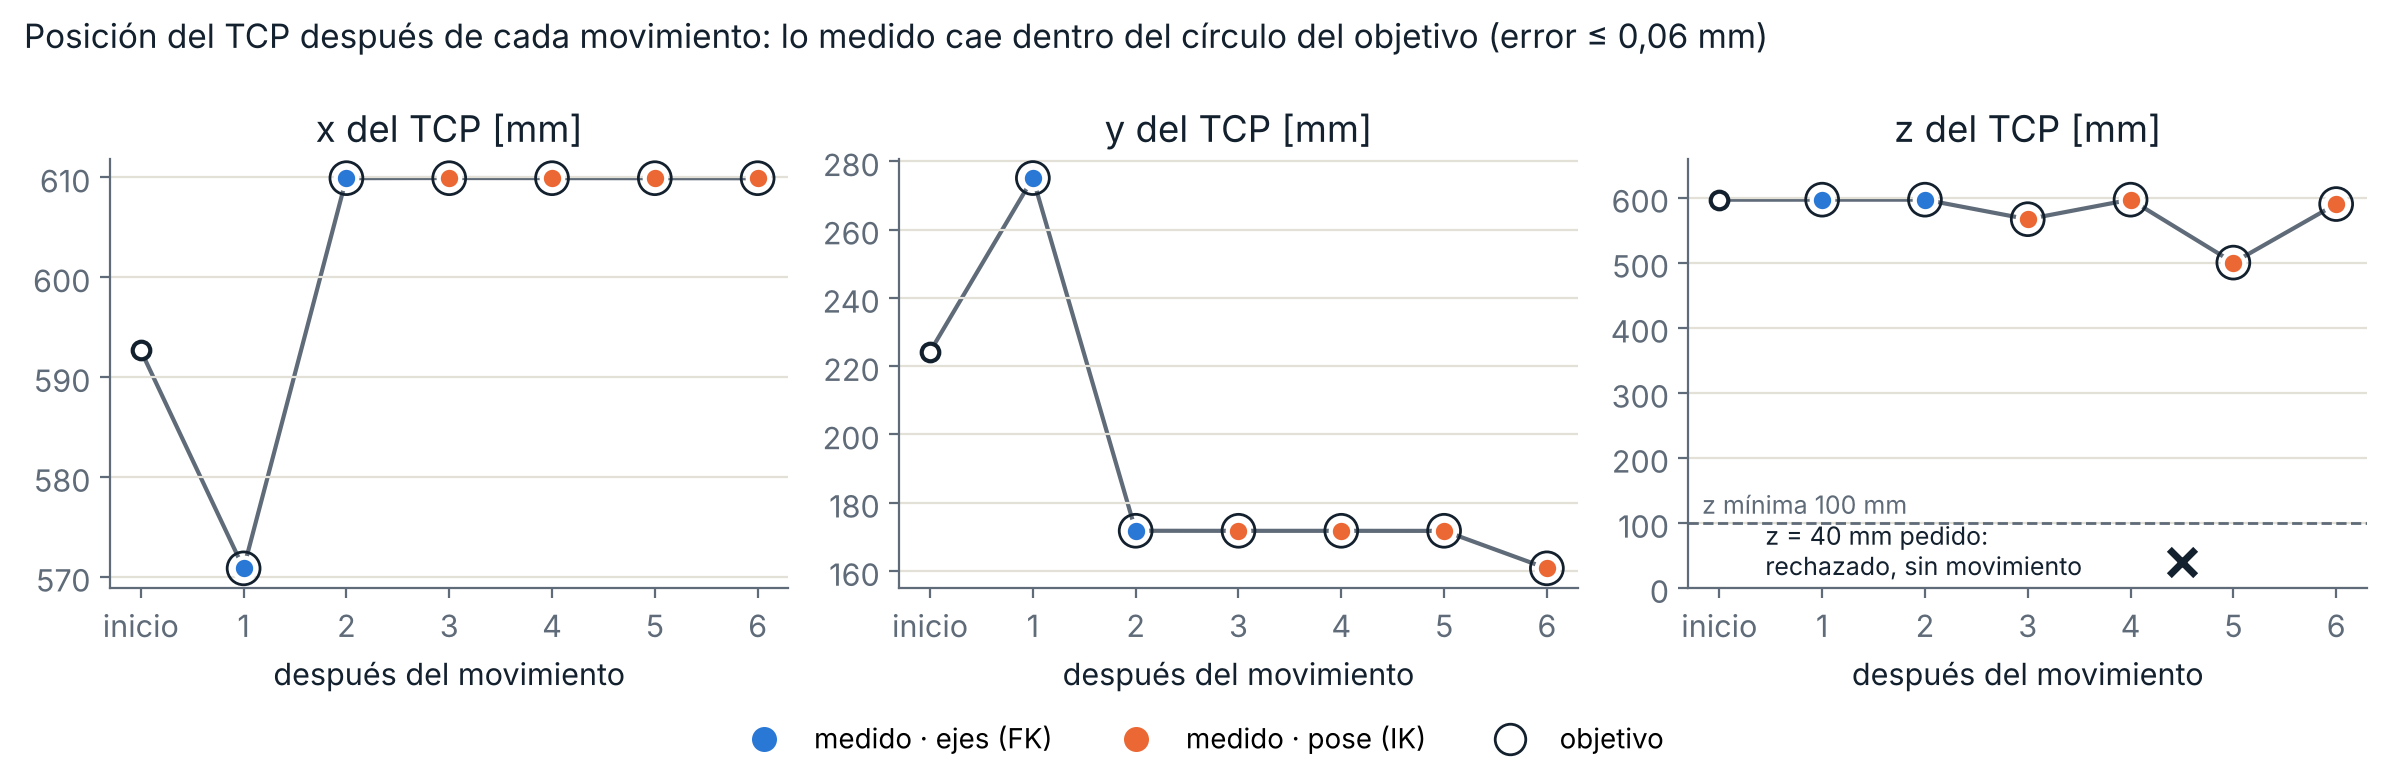 Posición del TCP después de cada movimiento: lo medido cae dentro del círculo del objetivo (error ≤ 0,06 mm)
x del TCP [mm]
610
600
590
580
570
inicio 1 2 3 4 5 6
después del movimiento
y del TCP [mm]
280
260
240
220
200
180
160
inicio 1 2 3 4 5 6
después del movimiento
z del TCP [mm]
600
500
400
300
200
100
0
z mínima 100 mm
z = 40 mm pedido:
rechazado, sin movimiento
inicio 1 2 3 4 5 6
después del movimiento
medido · ejes (FK) medido · pose (IK) objetivo